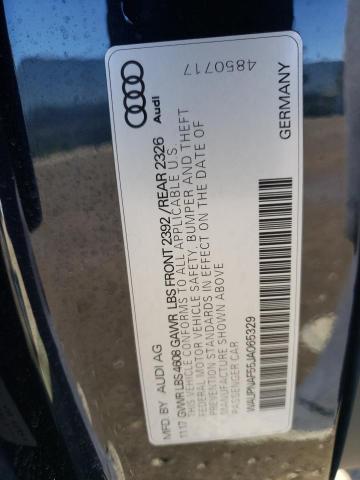 4850717
Audi
MFD. BY AUDI AG
11.17 GVWR LBS 4608 GAWR LBS FRONT 2392 / REAR 2326
THIS VEHICLE CONFORMS TO ALL APPLICABLE U.S.
FEDERAL MOTOR VEHICLE SAFETY, BUMPER AND THEFT
PREVENTION STANDARDS IN EFFECT ON THE DATE OF
MANUFACTURE SHOWN ABOVE
PASSENGER CAR
WAUPNAF55JA065329
GERMANY